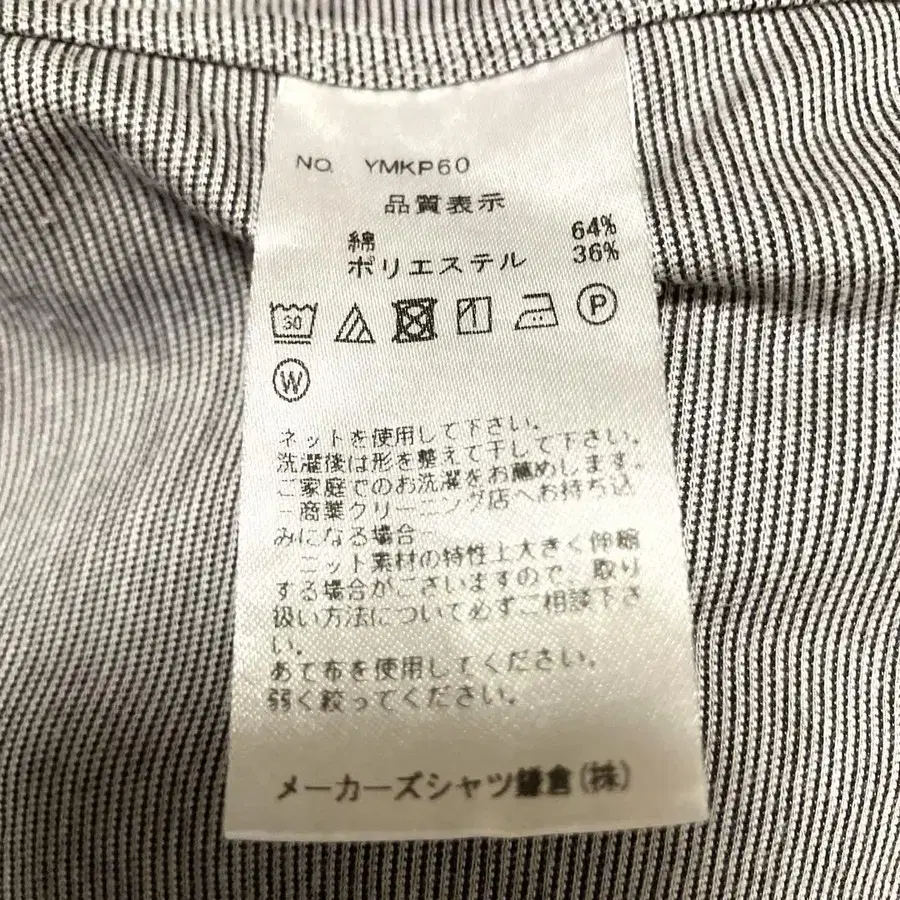 NO. YMKP60
品質表示
綿 64%
ポリエステル 36%
30
P
W
ネットを使用して下さい。
洗濯後は形を整えて干して下さい。
ご家庭でのお洗濯をお薦めします。
-商業クリーニング店へお持ち込
みになる場合-
ニット素材の特性上大きく伸縮
する場合がございますので、取り
扱い方法について必ずご相談下さ
い。
あて布を使用してください。
弱く絞ってください。
メーカーズシャツ鎌倉(株)